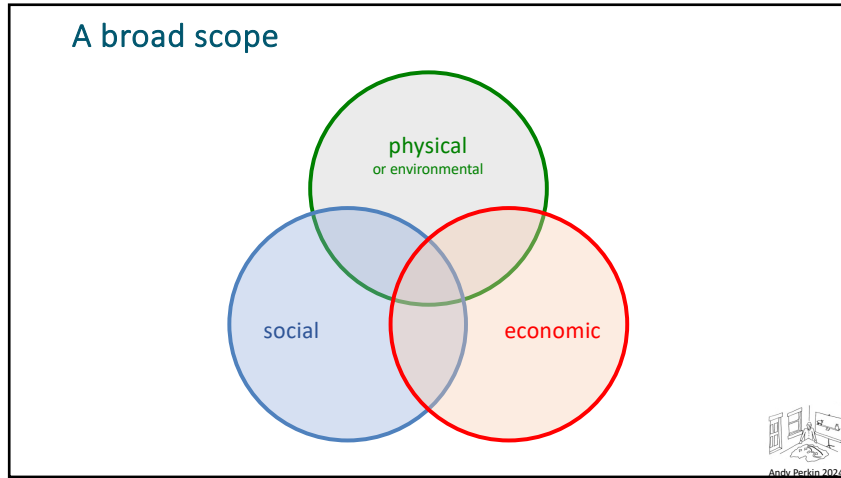 A broad scope
physical
or environmental
social
economic
Andy Perkin 2024